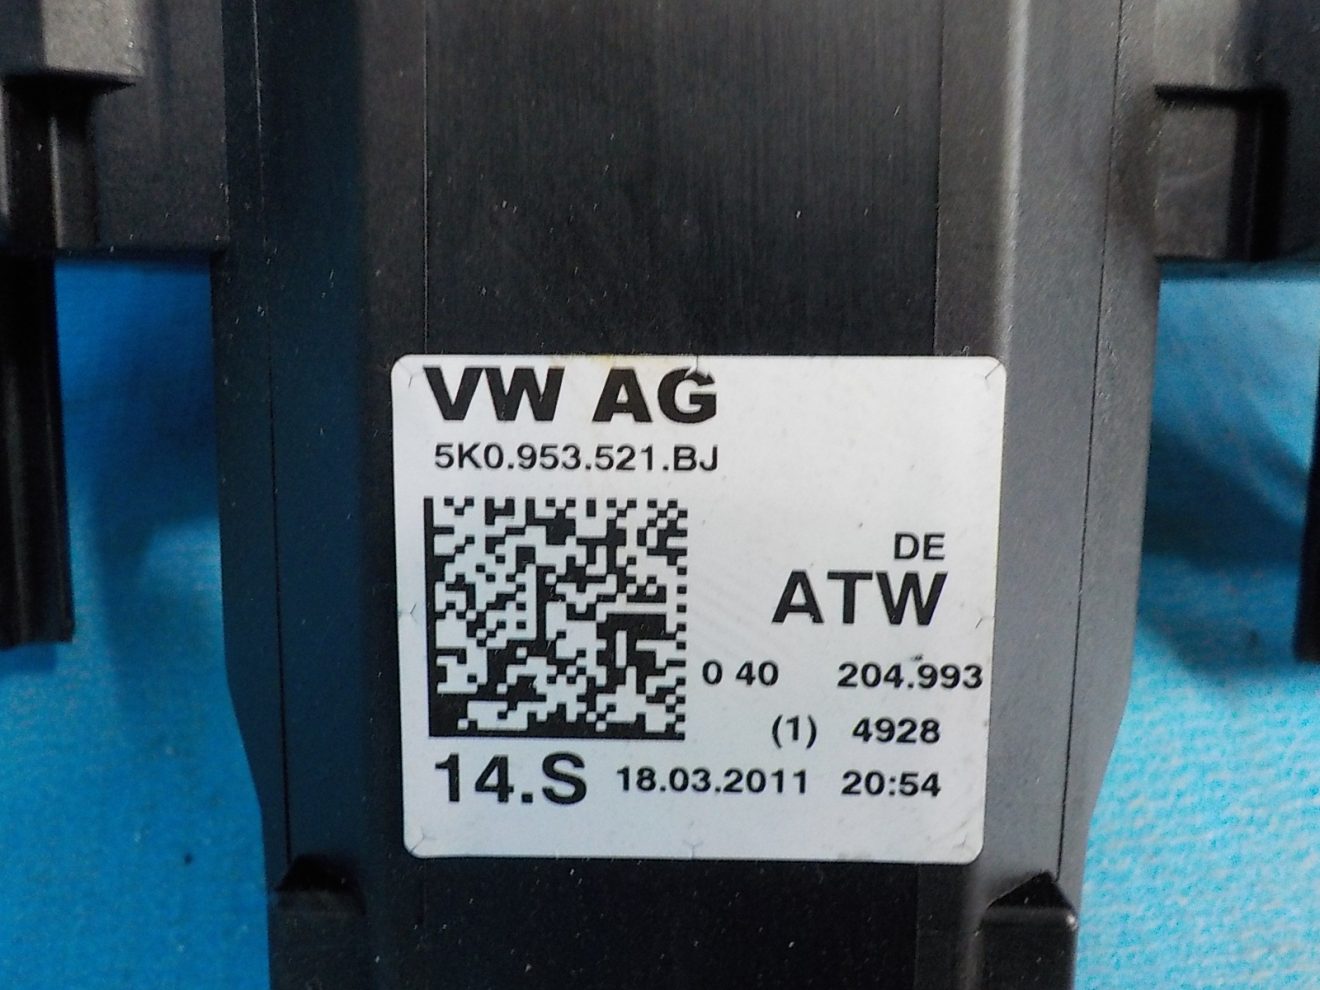 VW AG
5K0.953.521.BJ
DE
ATW
0 40 204.993
(1) 4928
14.S 18.03.2011 20:54